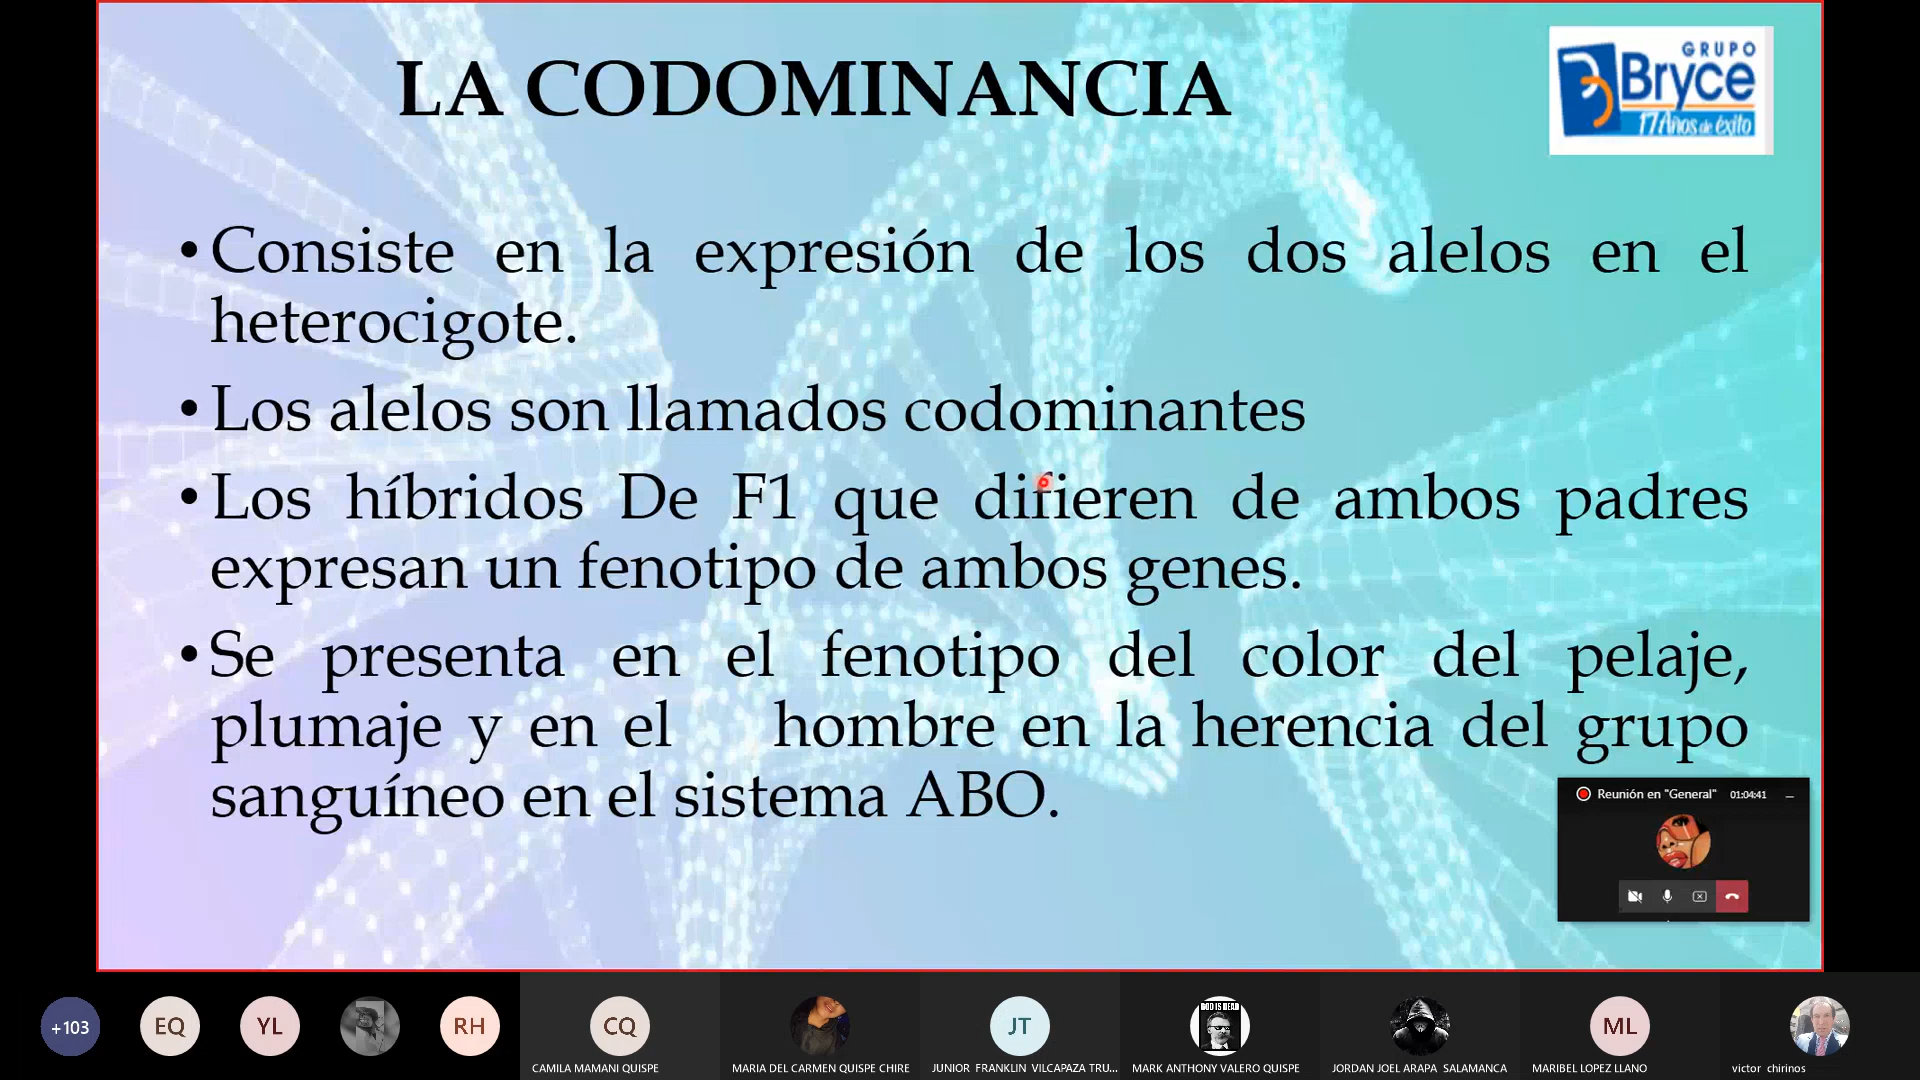 LA CODOMINANCIA
GRUPO
Bryce
17 Años de éxito
• Consiste en la expresión de los dos alelos en el
heterocigote.
• Los alelos son llamados codominantes
• Los híbridos De F1 que difieren de ambos padres
expresan un fenotipo de ambos genes.
• Se presenta en el fenotipo del color del pelaje,
plumaje y en el hombre en la herencia del grupo
sanguíneo en el sistema ABO.
Reunión en "General" 01:04:41
+103 EQ YL RH CQ JT GOD IS DEAD ML
CAMILA MAMANI QUISPE MARIA DEL CARMEN QUISPE CHIRE JUNIOR FRANKLIN VILCAPAZA TRU... MARK ANTHONY VALERO QUISPE JORDAN JOEL ARAPA SALAMANCA MARIBEL LOPEZ LLANO victor chirinos